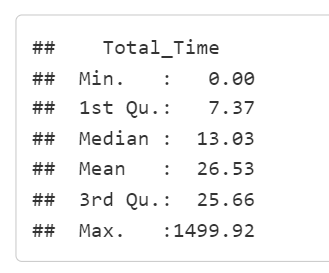 ##    Total_Time
##  Min.   :   0.00
##  1st Qu.:   7.37
##  Median :  13.03
##  Mean   :  26.53
##  3rd Qu.:  25.66
##  Max.   :1499.92